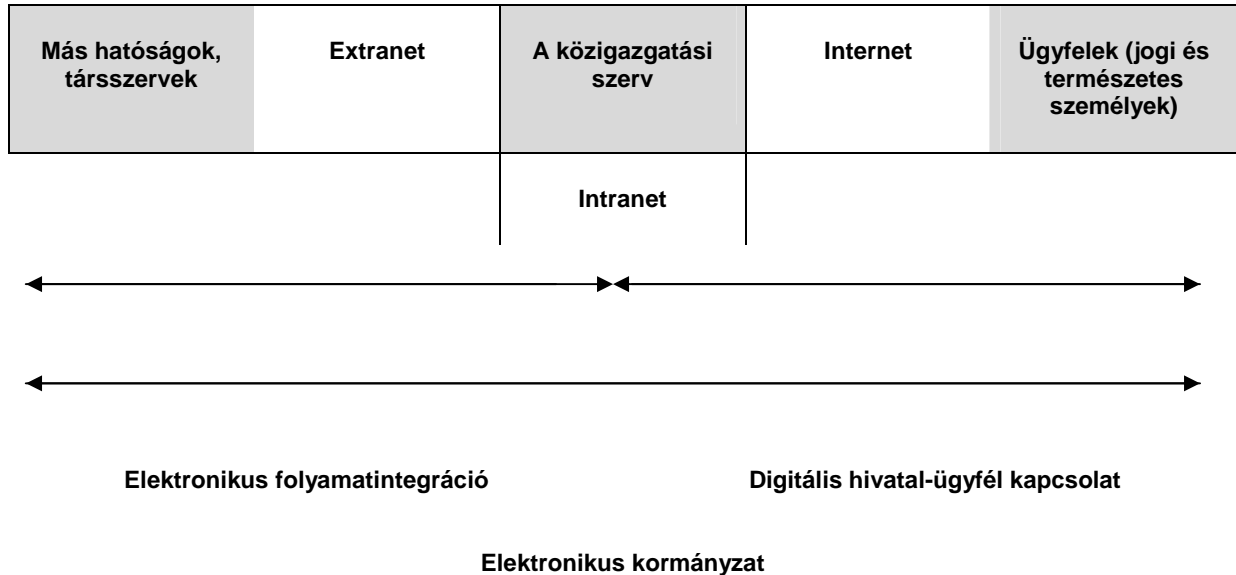 Más hatóságok,
társszervek
Extranet
A közigazgatási
szerv
Internet
Ügyfelek (jogi és
természetes
személyek)
Intranet
Elektronikus folyamatintegráció
Digitális hivatal-ügyfél kapcsolat
Elektronikus kormányzat